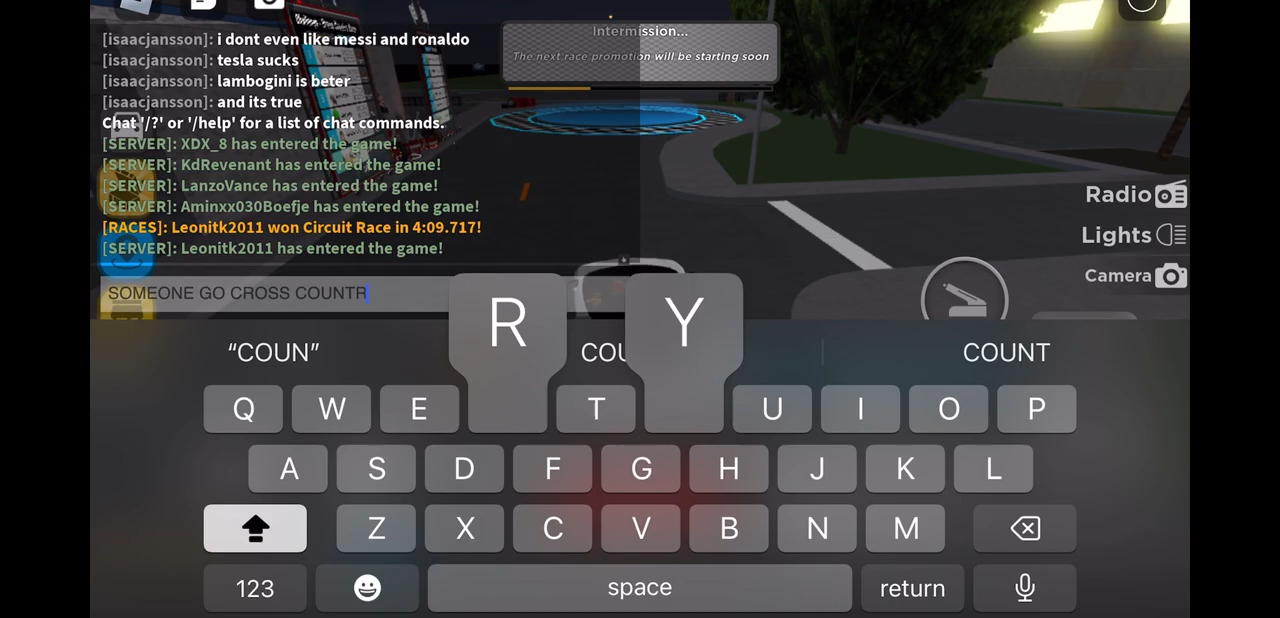 Intermission...
The next race promotion will be starting soon
[isaacjansson]: i dont even like messi and ronaldo
[isaacjansson]: tesla sucks
[isaacjansson]: lambogini is beter
[isaacjansson]: and its true
Chat '/?' or '/help' for a list of chat commands.
[SERVER]: XDX_8 has entered the game!
[SERVER]: KdRevenant has entered the game!
[SERVER]: LanzoVance has entered the game!
[SERVER]: Aminxx030Boefje has entered the game!
[RACES]: Leonitk2011 won Circuit Race in 4:09.717!
[SERVER]: Leonitk2011 has entered the game!
Radio
Lights
Camera
SOMEONE GO CROSS COUNTR
R Y
“COUN” COU COUNT
Q W E T U I O P
A S D F G H J K L
Z X C V B N M
123 space return